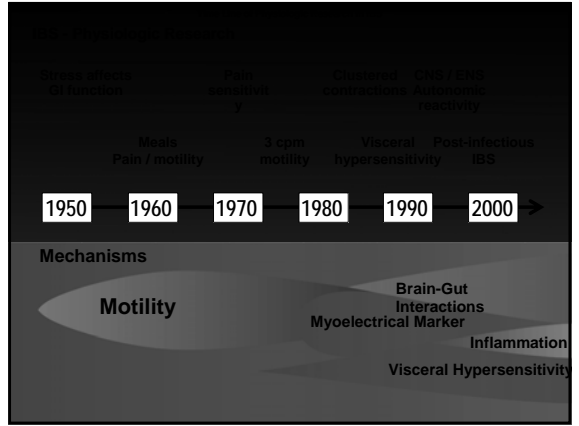 IBS - Physiologic Research
Stress affects
GI function
Pain
sensitivit
y
Clustered
contractions
CNS / ENS
Autonomic
reactivity
Meals
Pain / motility
3 cpm
motility
Visceral
hypersensitivity
Post-infectious
IBS
1950 1960 1970 1980 1990 2000
Mechanisms
Motility
Brain-Gut
Interactions
Myoelectrical Marker
Inflammation
Visceral Hypersensitivity